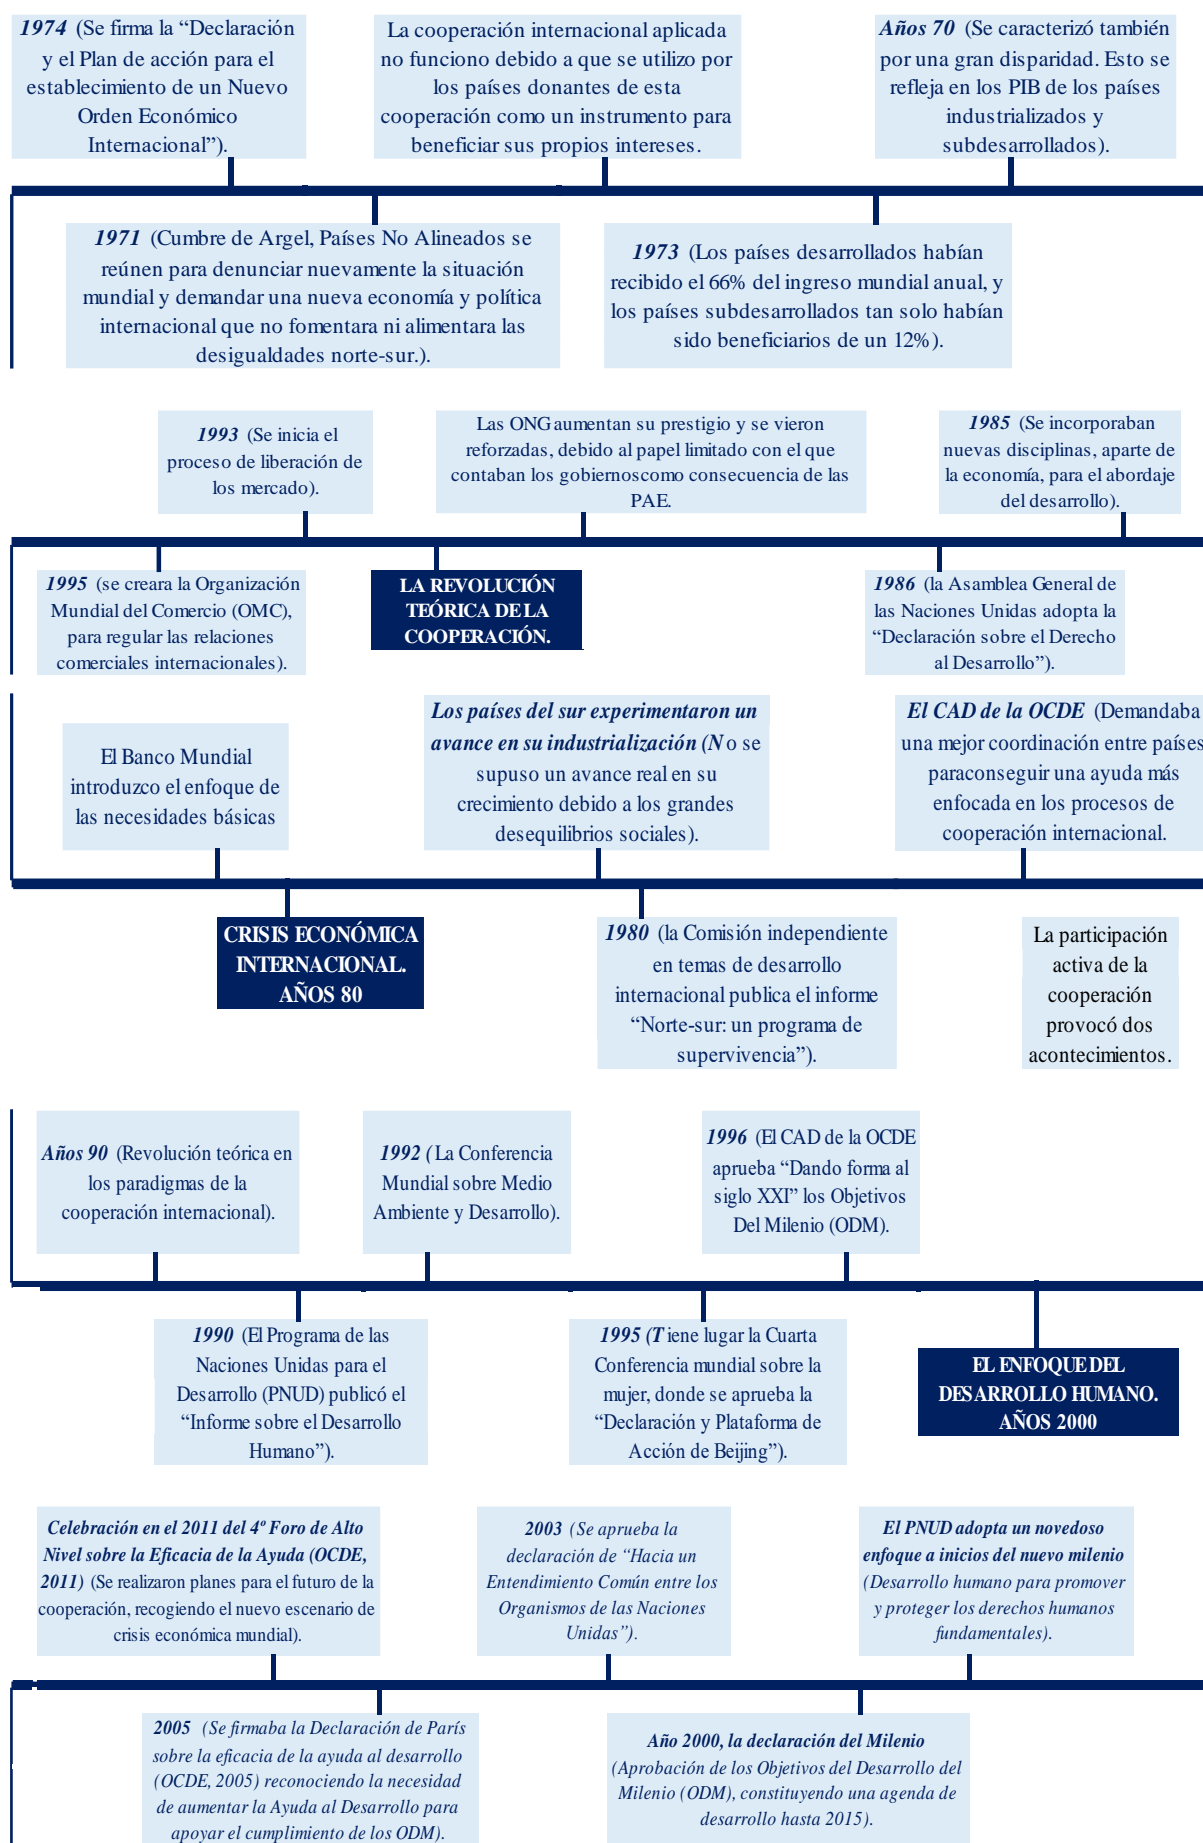 1974 (Se firma la “Declaración
y el Plan de acción para el
establecimiento de un Nuevo
Orden Económico
Internacional”).
La cooperación internacional aplicada
no funciono debido a que se utilizo por
los países donantes de esta
cooperación como un instrumento para
beneficiar sus propios intereses.
Años 70 (Se caracterizó también
por una gran disparidad. Esto se
refleja en los PIB de los países
industrializados y
subdesarrollados).
1971 (Cumbre de Argel, Países No Alineados se
reúnen para denunciar nuevamente la situación
mundial y demandar una nueva economía y política
internacional que no fomentara ni alimentara las
desigualdades norte-sur.).
1973 (Los países desarrollados habían
recibido el 66% del ingreso mundial anual, y
los países subdesarrollados tan solo habían
sido beneficiarios de un 12%).
1993 (Se inicia el
proceso de liberación de
los mercado).
Las ONG aumentan su prestigio y se vieron
reforzadas, debido al papel limitado con el que
contaban los gobiernoscomo consecuencia de las
PAE.
1985 (Se incorporaban
nuevas disciplinas, aparte de
la economía, para el abordaje
del desarrollo).
1995 (se creara la Organización
Mundial del Comercio (OMC),
para regular las relaciones
comerciales internacionales).
LA REVOLUCIÓN
TEÓRICA DE LA
COOPERACIÓN.
1986 (la Asamblea General de
las Naciones Unidas adopta la
“Declaración sobre el Derecho
al Desarrollo”).
El Banco Mundial
introduzco el enfoque de
las necesidades básicas
Los países del sur experimentaron un
avance en su industrialización (N o se
supuso un avance real en su
crecimiento debido a los grandes
desequilibrios sociales).
El CAD de la OCDE (Demandaba
una mejor coordinación entre países
paraconseguir una ayuda más
enfocada en los procesos de
cooperación internacional.
CRISIS ECONÓMICA
INTERNACIONAL.
AÑOS 80
1980 (la Comisión independiente
en temas de desarrollo
internacional publica el informe
“Norte-sur: un programa de
supervivencia”).
La participación
activa de la
cooperación
provocó dos
acontecimientos.
Años 90 (Revolución teórica en
los paradigmas de la
cooperación internacional).
1992 (La Conferencia
Mundial sobre Medio
Ambiente y Desarrollo).
1996 (El CAD de la OCDE
aprueba “Dando forma al
siglo XXI” los Objetivos
Del Milenio (ODM).
1990 (El Programa de las
Naciones Unidas para el
Desarrollo (PNUD) publicó el
“Informe sobre el Desarrollo
Humano”).
1995 (T iene lugar la Cuarta
Conferencia mundial sobre la
mujer, donde se aprueba la
“Declaración y Plataforma de
Acción de Beijing”).
EL ENFOQUE DEL
DESARROLLO HUMANO.
AÑOS 2000
Celebración en el 2011 del 4º Foro de Alto
Nivel sobre la Eficacia de la Ayuda (OCDE,
2011) (Se realizaron planes para el futuro de la
cooperación, recogiendo el nuevo escenario de
crisis económica mundial).
2003 (Se aprueba la
declaración de “Hacia un
Entendimiento Común entre los
Organismos de las Naciones
Unidas”).
El PNUD adopta un novedoso
enfoque a inicios del nuevo milenio
(Desarrollo humano para promover
y proteger los derechos humanos
fundamentales).
2005 (Se firmaba la Declaración de París
sobre la eficacia de la ayuda al desarrollo
(OCDE, 2005) reconociendo la necesidad
de aumentar la Ayuda al Desarrollo para
apoyar el cumplimiento de los ODM).
Año 2000, la declaración del Milenio
(Aprobación de los Objetivos del Desarrollo del
Milenio (ODM), constituyendo una agenda de
desarrollo hasta 2015).